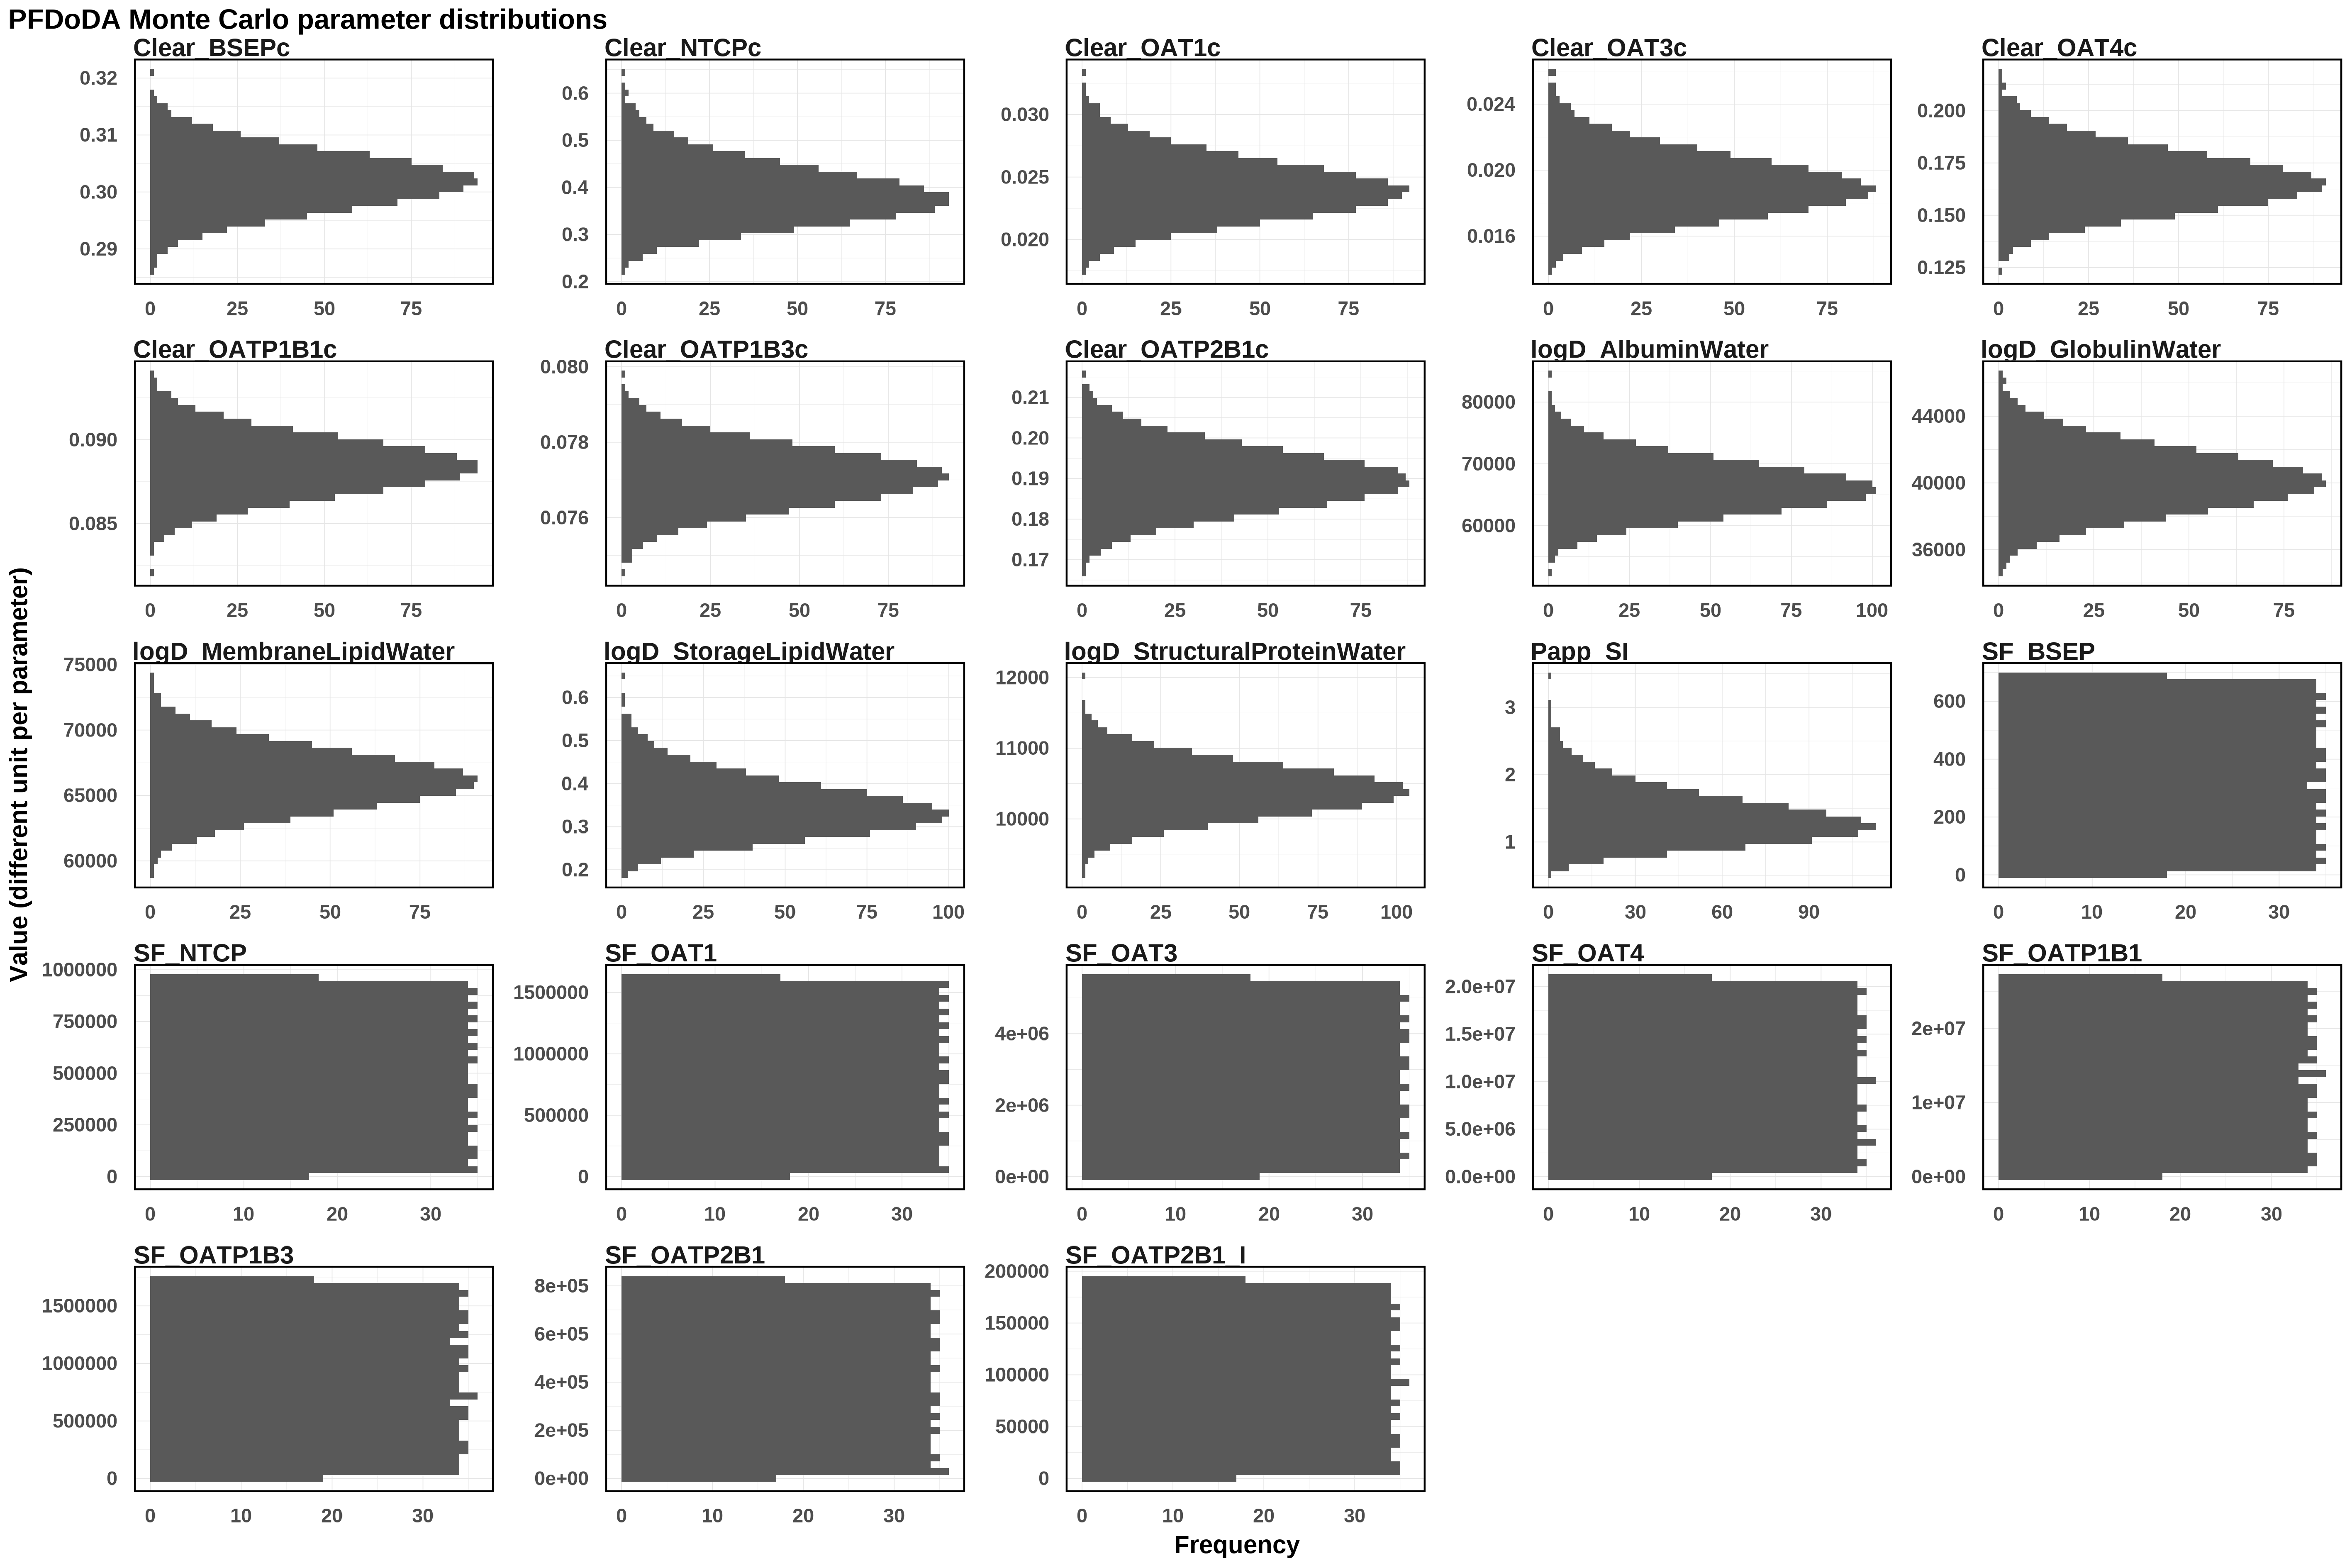 PFDoDA Monte Carlo parameter distributions
Clear_BSEPc
0.32
0.31
0.30
0.29
0 25 50 75
Clear_NTCPc
0.6
0.5
0.4
0.3
0.2
0 25 50 75
Clear_OAT1c
0.030
0.025
0.020
0 25 50 75
Clear_OAT3c
0.024
0.020
0.016
0 25 50 75
Clear_OAT4c
0.200
0.175
0.150
0.125
0 25 50 75
Clear_OATP1B1c
0.090
0.085
0 25 50 75
Clear_OATP1B3c
0.080
0.078
0.076
0 25 50 75
Clear_OATP2B1c
0.21
0.20
0.19
0.18
0.17
0 25 50 75
logD_AlbuminWater
80000
70000
60000
0 25 50 75 100
logD_GlobulinWater
44000
40000
36000
0 25 50 75
logD_MembraneLipidWater
75000
70000
65000
60000
0 25 50 75
logD_StorageLipidWater
0.6
0.5
0.4
0.3
0.2
0 25 50 75 100
logD_StructuralProteinWater
12000
11000
10000
0 25 50 75 100
Papp_SI
3
2
1
0 30 60 90
SF_BSEP
600
400
200
0
0 10 20 30
SF_NTCP
1000000
750000
500000
250000
0
0 10 20 30
SF_OAT1
1500000
1000000
500000
0
0 10 20 30
SF_OAT3
4e+06
2e+06
0e+00
0 10 20 30
SF_OAT4
2.0e+07
1.5e+07
1.0e+07
5.0e+06
0.0e+00
0 10 20 30
SF_OATP1B1
2e+07
1e+07
0e+00
0 10 20 30
SF_OATP1B3
1500000
1000000
500000
0
0 10 20 30
SF_OATP2B1
8e+05
6e+05
4e+05
2e+05
0e+00
0 10 20 30
SF_OATP2B1_I
200000
150000
100000
50000
0
0 10 20 30
Value (different unit per parameter)
Frequency